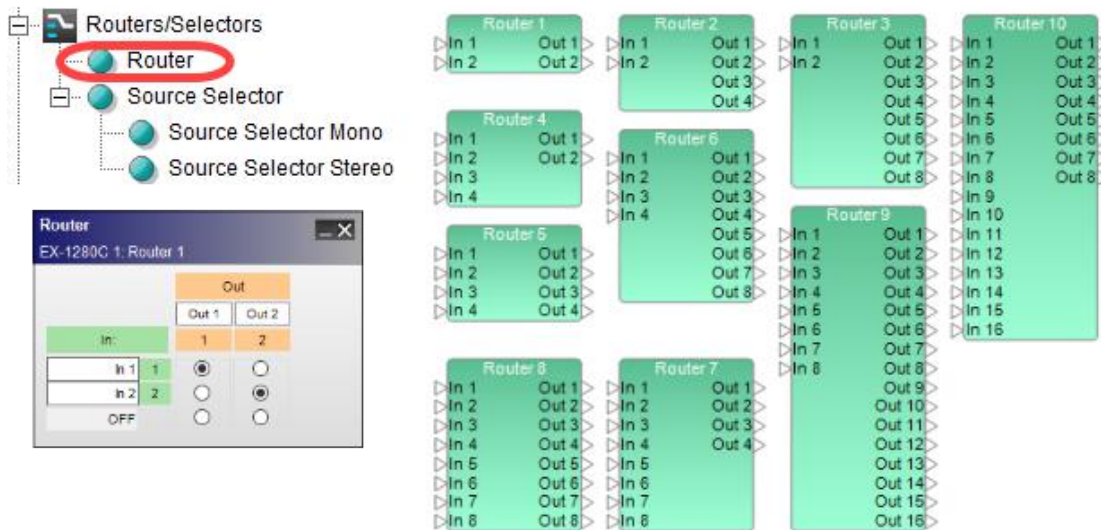 Routers/Selectors
Router
Source Selector
Source Selector Mono
Source Selector Stereo
Router
EX-1280C 1: Router 1
Out
Out 1 Out 2
In: 1 2
In 1 1
In 2 2
OFF
Router 1
In 1 Out 1
In 2 Out 2
Router 2
In 1 Out 1
In 2 Out 2
Out 3
Out 4
Router 3
In 1 Out 1
In 2 Out 2
Out 3
Out 4
Out 5
Out 6
Out 7
Out 8
Router 10
In 1 Out 1
In 2 Out 2
In 3 Out 3
In 4 Out 4
In 5 Out 5
In 6 Out 6
In 7 Out 7
In 8 Out 8
In 9
In 10
In 11
In 12
In 13
In 14
In 15
In 16
Router 4
In 1 Out 1
In 2 Out 2
In 3
In 4
Router 6
In 1 Out 1
In 2 Out 2
In 3 Out 3
In 4 Out 4
Out 5
Out 6
Out 7
Out 8
Router 5
In 1 Out 1
In 2 Out 2
In 3 Out 3
In 4 Out 4
Router 9
In 1 Out 1
In 2 Out 2
In 3 Out 3
In 4 Out 4
In 5 Out 5
In 6 Out 6
In 7 Out 7
In 8 Out 8
Out 9
Out 10
Out 11
Out 12
Out 13
Out 14
Out 15
Out 16
Router 8
In 1 Out 1
In 2 Out 2
In 3 Out 3
In 4 Out 4
In 5 Out 5
In 6 Out 6
In 7 Out 7
In 8 Out 8
Router 7
In 1 Out 1
In 2 Out 2
In 3 Out 3
In 4 Out 4
In 5
In 6
In 7
In 8